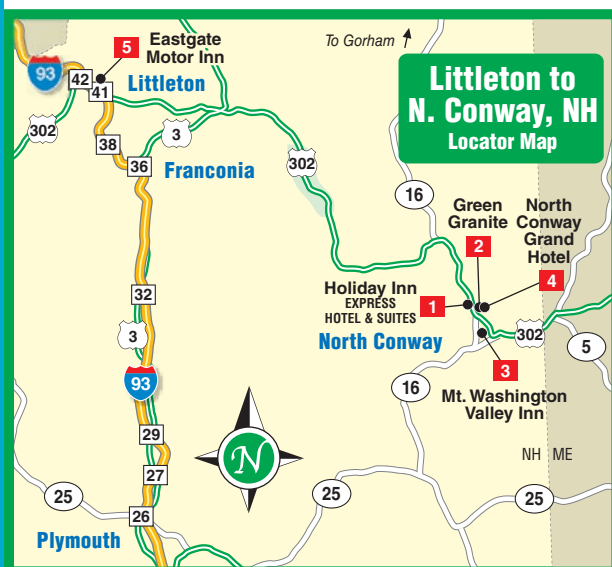 To Gorham
Littleton to
N. Conway, NH
Locator Map
5
Eastgate
Motor Inn
93
42
41
Littleton
302
38
3
36
Franconia
302
16
Green
Granite
2
North
Conway
Grand
Hotel
4
Holiday Inn
EXPRESS
HOTEL & SUITES
1
North Conway
302
5
3
Mt. Washington
Valley Inn
16
32
3
93
29
N
NH ME
27
25
25
25
26
Plymouth